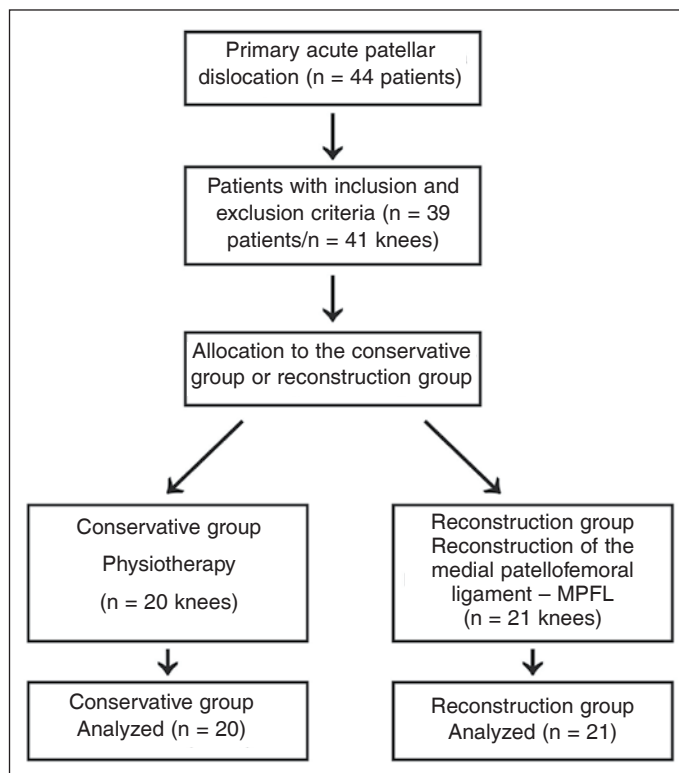 Primary acute patellar
dislocation (n = 44 patients)
Patients with inclusion and
exclusion criteria (n = 39
patients/n = 41 knees)
Allocation to the conservative
group or reconstruction group
Conservative group
Physiotherapy
(n = 20 knees)
Reconstruction group
Reconstruction of the
medial patellofemoral
ligament – MPFL
(n = 21 knees)
Conservative group
Analyzed (n = 20)
Reconstruction group
Analyzed (n = 21)